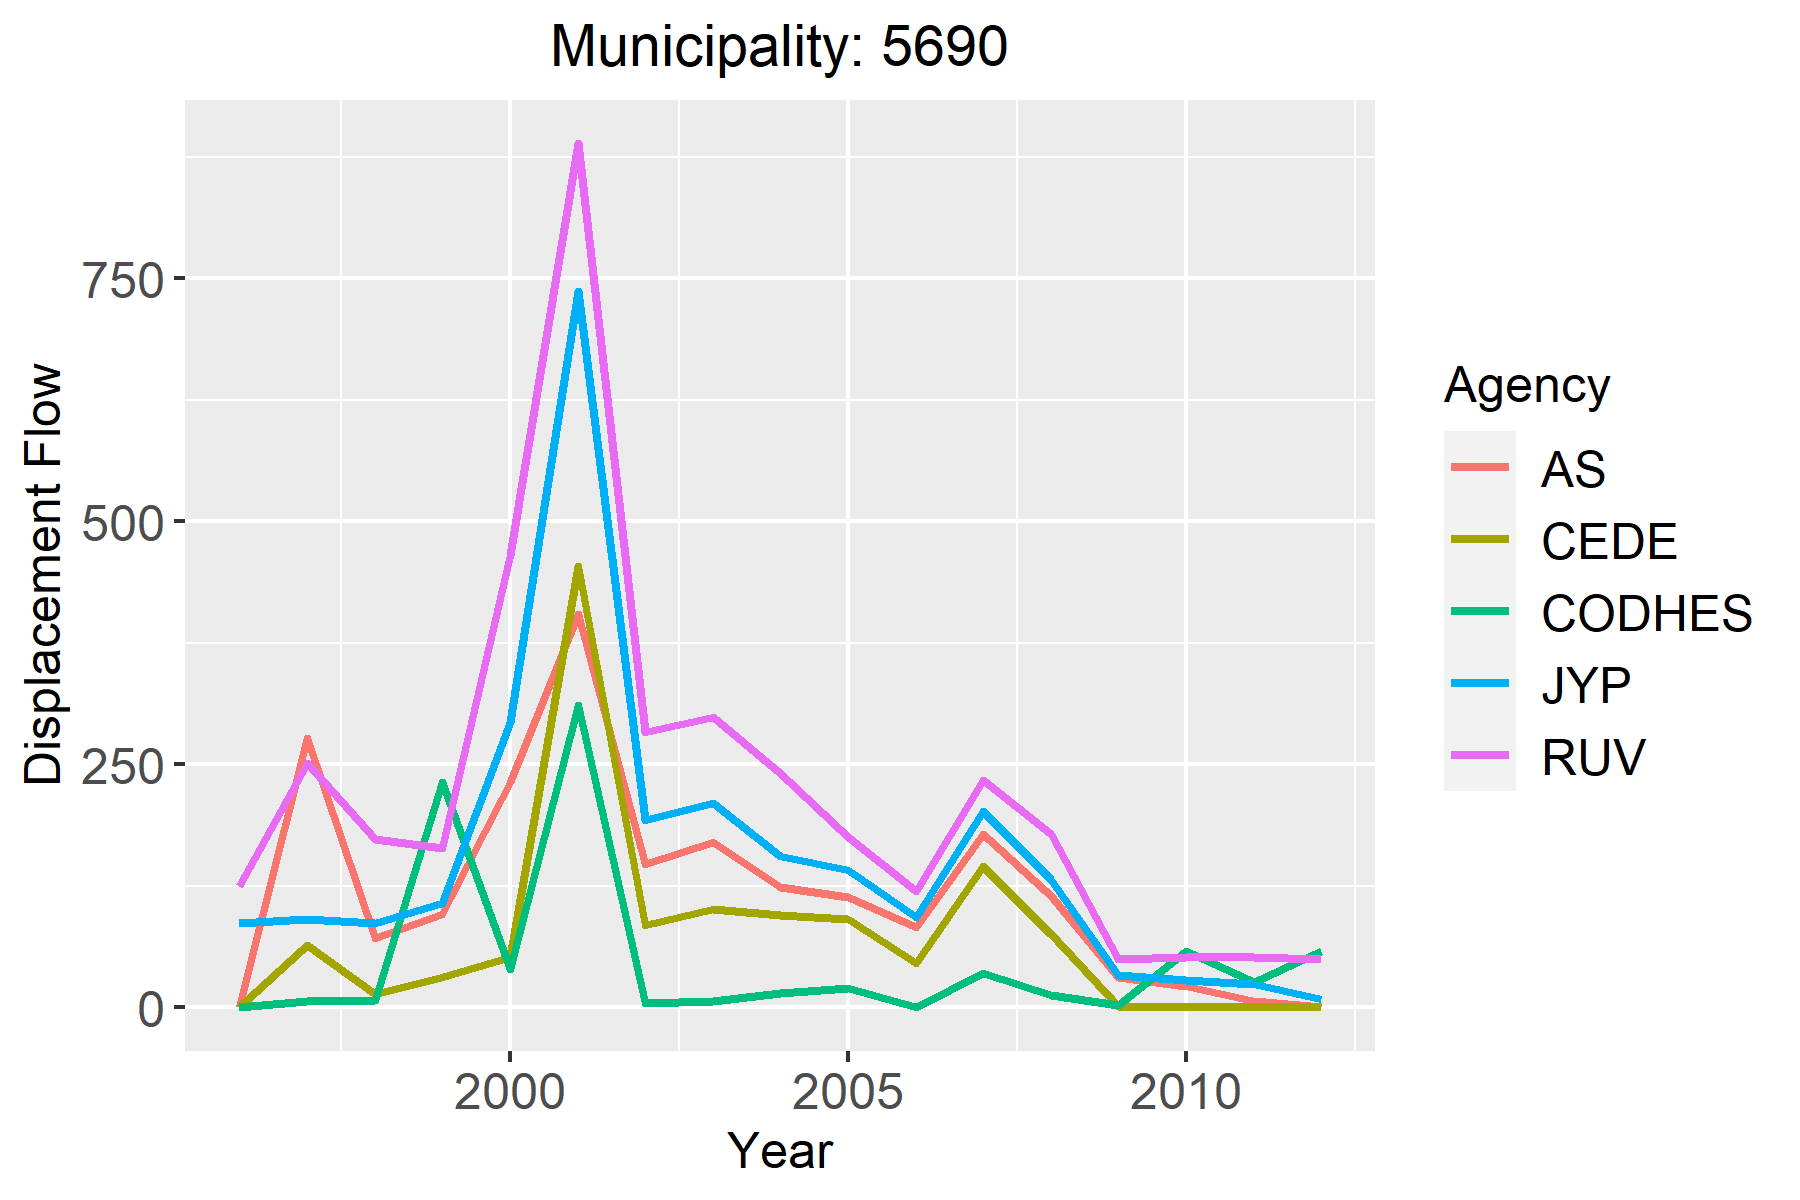 Municipality: 5690
Displacement Flow
750
500
250
0
2000 2005 2010
Year
Agency
AS
CEDE
CODHES
JYP
RUV